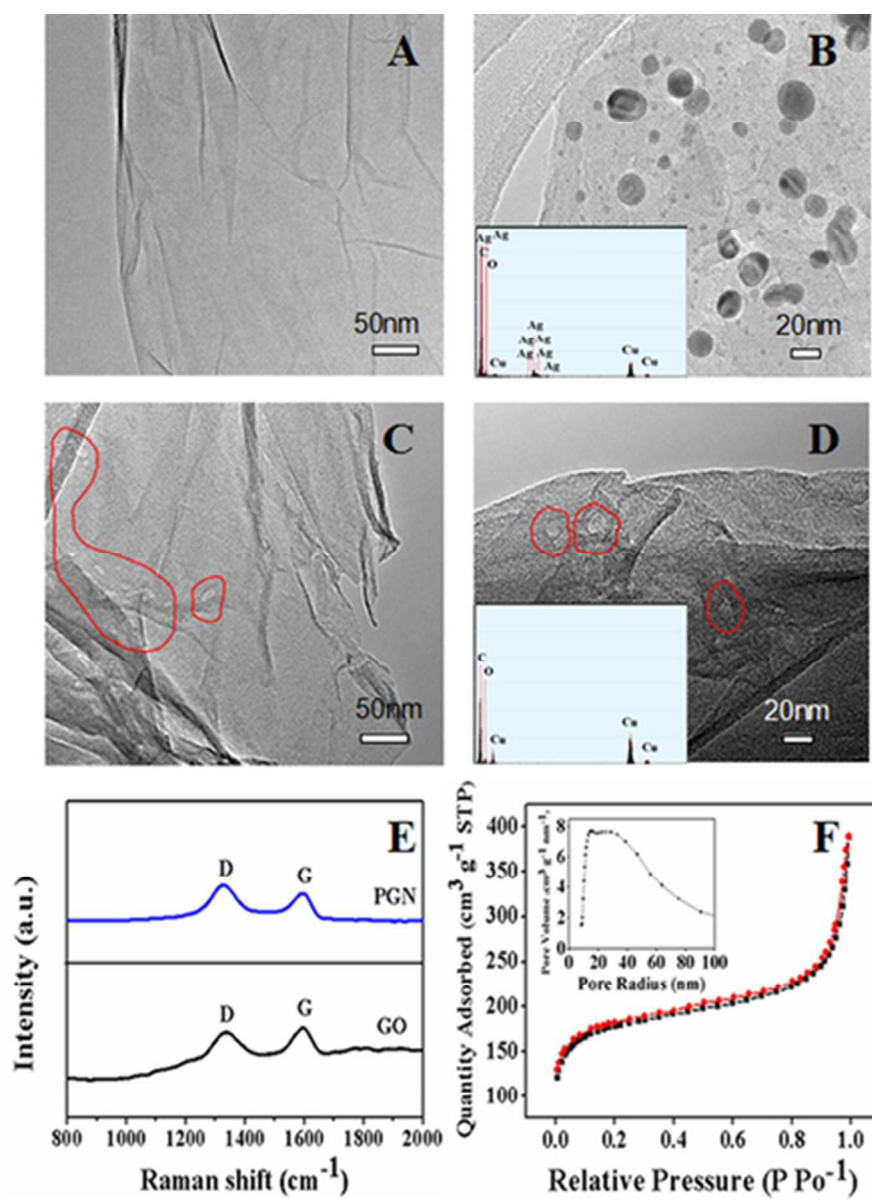 A
50nm
B
Ag Ag
C
O
Cu
Ag
Ag Ag
Ag Ag
Ag
Cu
Cu
20nm
C
50nm
D
C
O
Cu
Cu
Cu
20nm
E
D
G
PGN
D
G
GO
Intensity (a.u.)
800 1000 1200 1400 1600 1800 2000
Raman shift (cm-1)
F
Quantity Adsorbed (cm3 g-1 STP)
400
350
300
250
200
150
100
0.0 0.2 0.4 0.6 0.8 1.0
Relative Pressure (P Po-1)
Pore Volume
8
6
4
2
0
0 20 40 60 80 100
Pore Radius (nm)